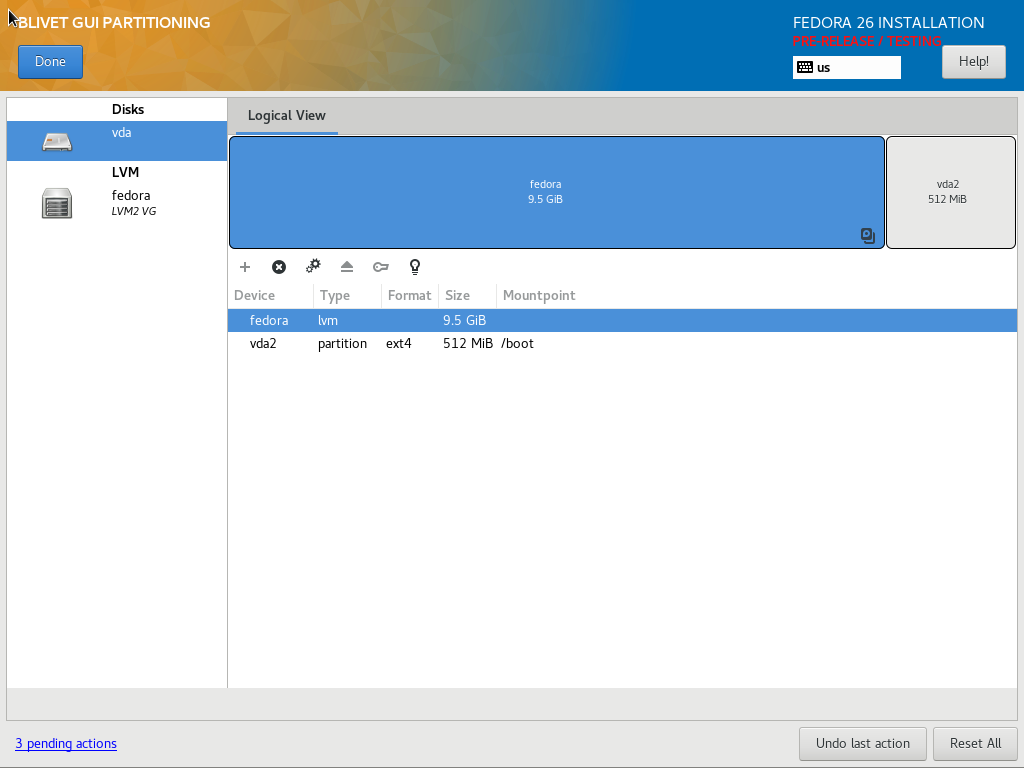 BLIVET GUI PARTITIONING
FEDORA 26 INSTALLATION
PRE-RELEASE / TESTING
Done
us
Help!
Disks
vda
LVM
fedora
LVM2 VG
Logical View
fedora
9.5 GiB
vda2
512 MiB
Device Type Format Size Mountpoint
fedora lvm 9.5 GiB
vda2 partition ext4 512 MiB /boot
3 pending actions
Undo last action
Reset All